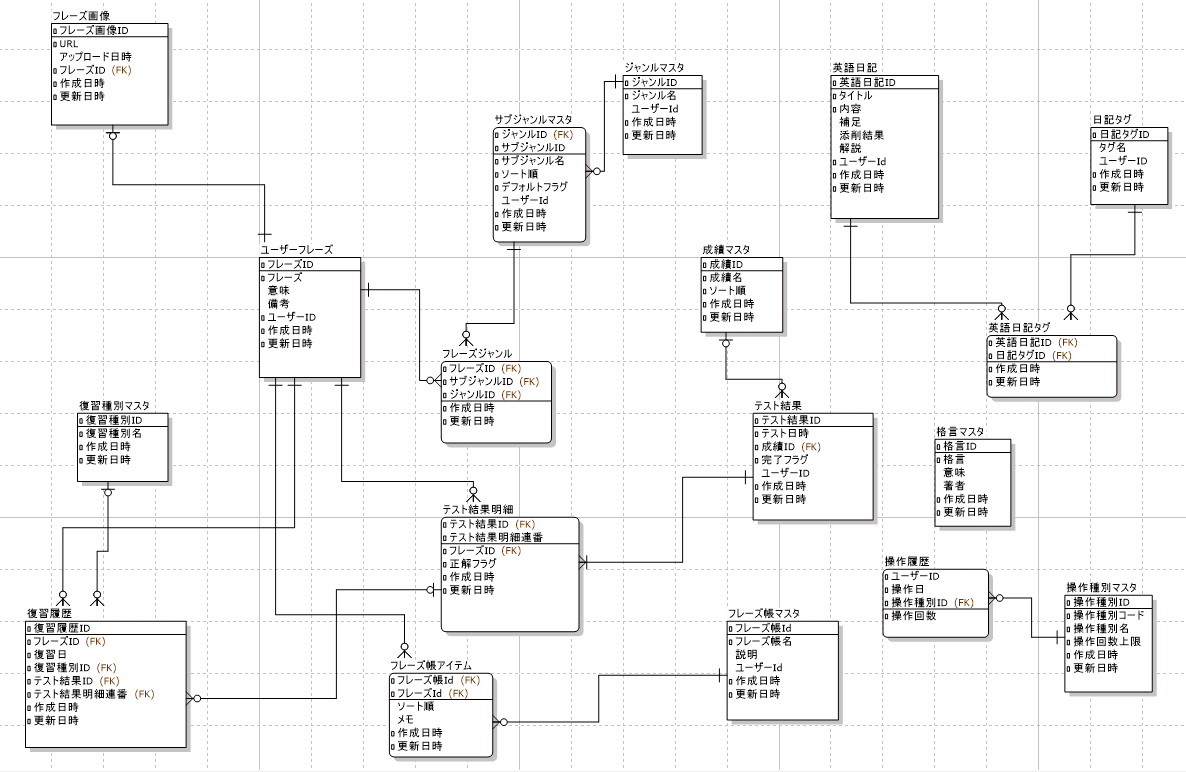 フレーズ画像
フレーズ画像ID
URL
アップロード日時
フレーズID (FK)
作成日時
更新日時
ジャンルマスタ
ジャンルID
ジャンル名
ユーザーId
作成日時
更新日時
英語日記
英語日記ID
タイトル
内容
補足
添削結果
解説
ユーザーId
作成日時
更新日時
サブジャンルマスタ
ジャンルID (FK)
サブジャンルID
サブジャンル名
ソート順
デフォルトフラグ
ユーザーId
作成日時
更新日時
日記タグ
日記タグID
タグ名
ユーザーID
作成日時
更新日時
ユーザーフレーズ
フレーズID
フレーズ
意味
備考
ユーザーID
作成日時
更新日時
成績マスタ
成績ID
成績名
ソート順
作成日時
更新日時
英語日記タグ
英語日記ID (FK)
日記タグID (FK)
作成日時
更新日時
フレーズジャンル
フレーズID (FK)
サブジャンルID (FK)
ジャンルID (FK)
作成日時
更新日時
復習種別マスタ
復習種別ID
復習種別名
作成日時
更新日時
テスト結果
テスト結果ID
テスト日時
成績ID (FK)
完了フラグ
ユーザーID
作成日時
更新日時
格言マスタ
格言ID
格言
意味
著者
作成日時
更新日時
テスト結果明細
テスト結果ID (FK)
テスト結果明細連番
フレーズID (FK)
正解フラグ
作成日時
更新日時
操作履歴
ユーザーID
操作日
操作種別ID (FK)
操作回数
操作種別マスタ
操作種別ID
操作種別コード
操作種別名
操作回数上限
作成日時
更新日時
復習履歴
復習履歴ID
フレーズID (FK)
復習日
復習種別ID (FK)
テスト結果ID (FK)
テスト結果明細連番 (FK)
作成日時
更新日時
フレーズ帳マスタ
フレーズ帳Id
フレーズ帳名
説明
ユーザーId
作成日時
更新日時
フレーズ帳アイテム
フレーズ帳Id (FK)
フレーズId (FK)
ソート順
メモ
作成日時
更新日時